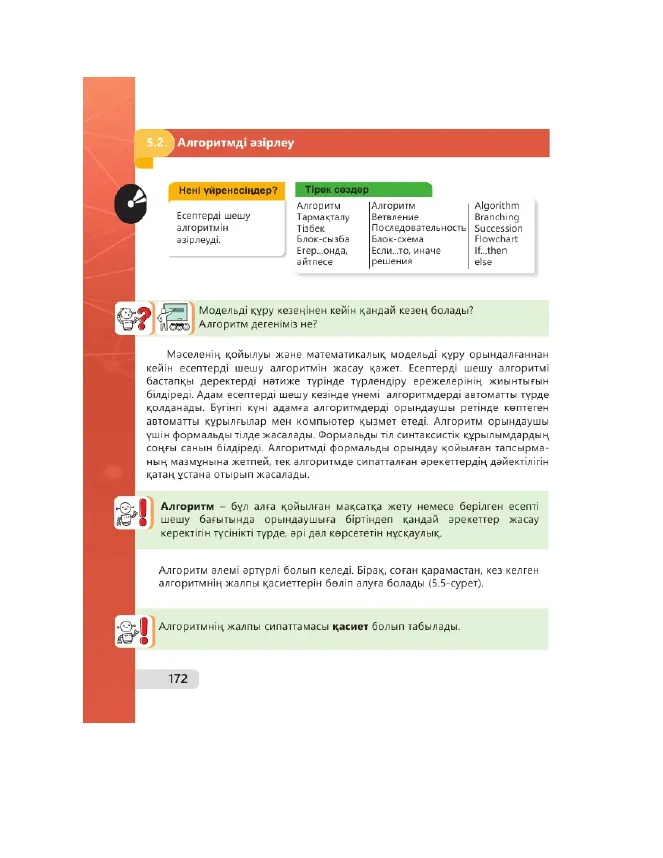 5.2. Алгоритмді әзірлеу
Нені үйренесіңдер?
Есептерді шешу
алгоритмін
әзірлеуді.
Тірек сөздер
Алгоритм
Тармақталу
Тізбек
Блок-сызба
Егер...онда,
әйтпесе
Алгоритм
Ветвление
Последовательность
Блок-схема
Если...то, иначе
решения
Algorithm
Branching
Succession
Flowchart
If...then
else
Модельді құру кезеңінен кейін қандай кезең болады?
Алгоритм дегеніміз не?
Мәселенің қойылуы және математикалық модельді құру орындалғаннан
кейін есептерді шешу алгоритмін жасау қажет. Есептерді шешу алгоритмі
бастапқы деректерді нәтиже түрінде түрлендіру ережелерінің жиынтығын
білдіреді. Адам есептерді шешу кезінде үнемі алгоритмдерді автоматты түрде
қолданады. Бүгінгі күні адамға алгоритмдерді орындаушы ретінде көптеген
автоматты құрылғылар мен компьютер қызмет етеді. Алгоритм орындаушы
үшін формальды тілде жасалады. Формальды тіл синтаксистік құрылымдардың
соңғы санын білдіреді. Алгоритмді формальды орындау қойылған тапсырма-
ның мазмұнына жетпей, тек алгоритмде сипатталған әрекеттердің дәйектілігін
қатаң ұстана отырып жасалады.
Алгоритм – бұл алға қойылған мақсатқа жету немесе берілген есепті
шешу бағытында орындаушыға біртіндеп қандай әрекеттер жасау
керектігін түсінікті түрде, әрі дәл көрсететін нұсқаулық.
Алгоритм әлемі әртүрлі болып келеді. Бірақ, соған қарамастан, кез келген
алгоритмнің жалпы қасиеттерін бөліп алуға болады (5.5-сурет).
Алгоритмнің жалпы сипаттамасы қасиет болып табылады.
172